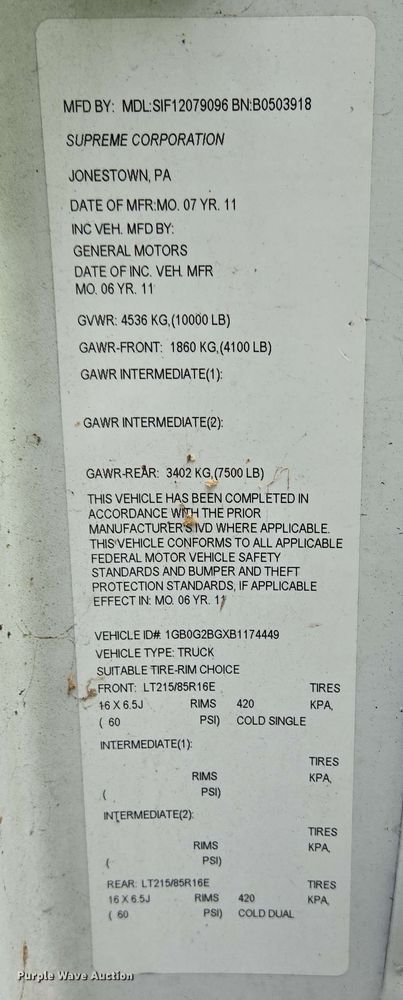 MFD BY: MDL:SIF12079096 BN:B0503918
SUPREME CORPORATION
JONESTOWN, PA
DATE OF MFR:MO. 07 YR. 11
INC VEH. MFD BY:
GENERAL MOTORS
DATE OF INC. VEH. MFR
MO. 06 YR. 11
GVWR: 4536 KG,(10000 LB)
GAWR-FRONT: 1860 KG,(4100 LB)
GAWR INTERMEDIATE(1):
GAWR INTERMEDIATE(2):
GAWR-REAR: 3402 KG,(7500 LB)
THIS VEHICLE HAS BEEN COMPLETED IN
ACCORDANCE WITH THE PRIOR
MANUFACTURER'S IVD WHERE APPLICABLE.
THIS VEHICLE CONFORMS TO ALL APPLICABLE
FEDERAL MOTOR VEHICLE SAFETY
STANDARDS AND BUMPER AND THEFT
PROTECTION STANDARDS, IF APPLICABLE
EFFECT IN: MO. 06 YR. 11
VEHICLE ID#: 1GB0G2BGXB1174449
VEHICLE TYPE: TRUCK
SUITABLE TIRE-RIM CHOICE
FRONT: LT215/85R16E TIRES
16 X 6.5J RIMS 420 KPA,
( 60 PSI) COLD SINGLE
INTERMEDIATE(1):
TIRES
RIMS KPA,
( PSI)
INTERMEDIATE(2):
TIRES
RIMS KPA,
( PSI)
REAR: LT215/85R16E TIRES
16 X 6.5J RIMS 420 KPA,
( 60 PSI) COLD DUAL
Purple Wave Auction